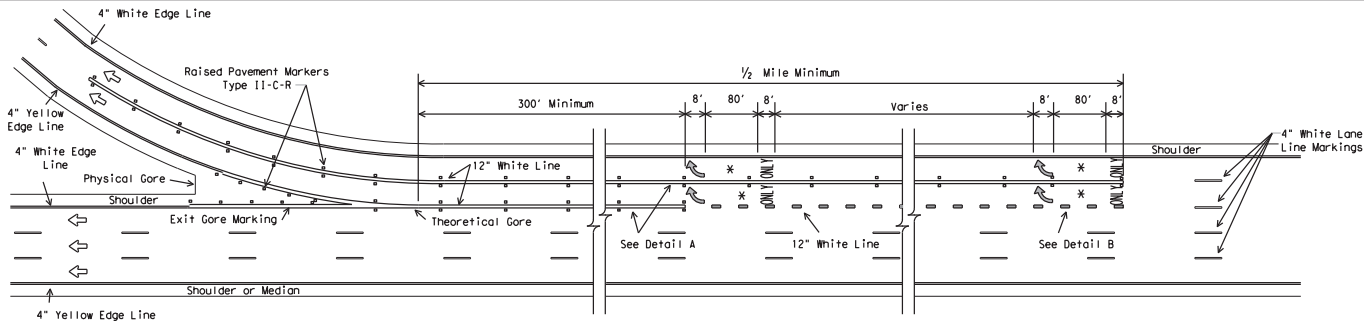 4" White Edge Line
Raised Pavement Markers
Type II-C-R
½ Mile Minimum
300' Minimum
8'
80'
8'
Varies
8'
80'
8'
4" Yellow
Edge Line
4" White Edge
Line
Physical Gore
Shoulder
Exit Gore Marking
12" White Line
Theoretical Gore
See Detail A
* ONLY
* ONLY
12" White Line
See Detail B
* ONLY
* ONLY
Shoulder
4" White Lane
Line Markings
Shoulder or Median
4" Yellow Edge Line